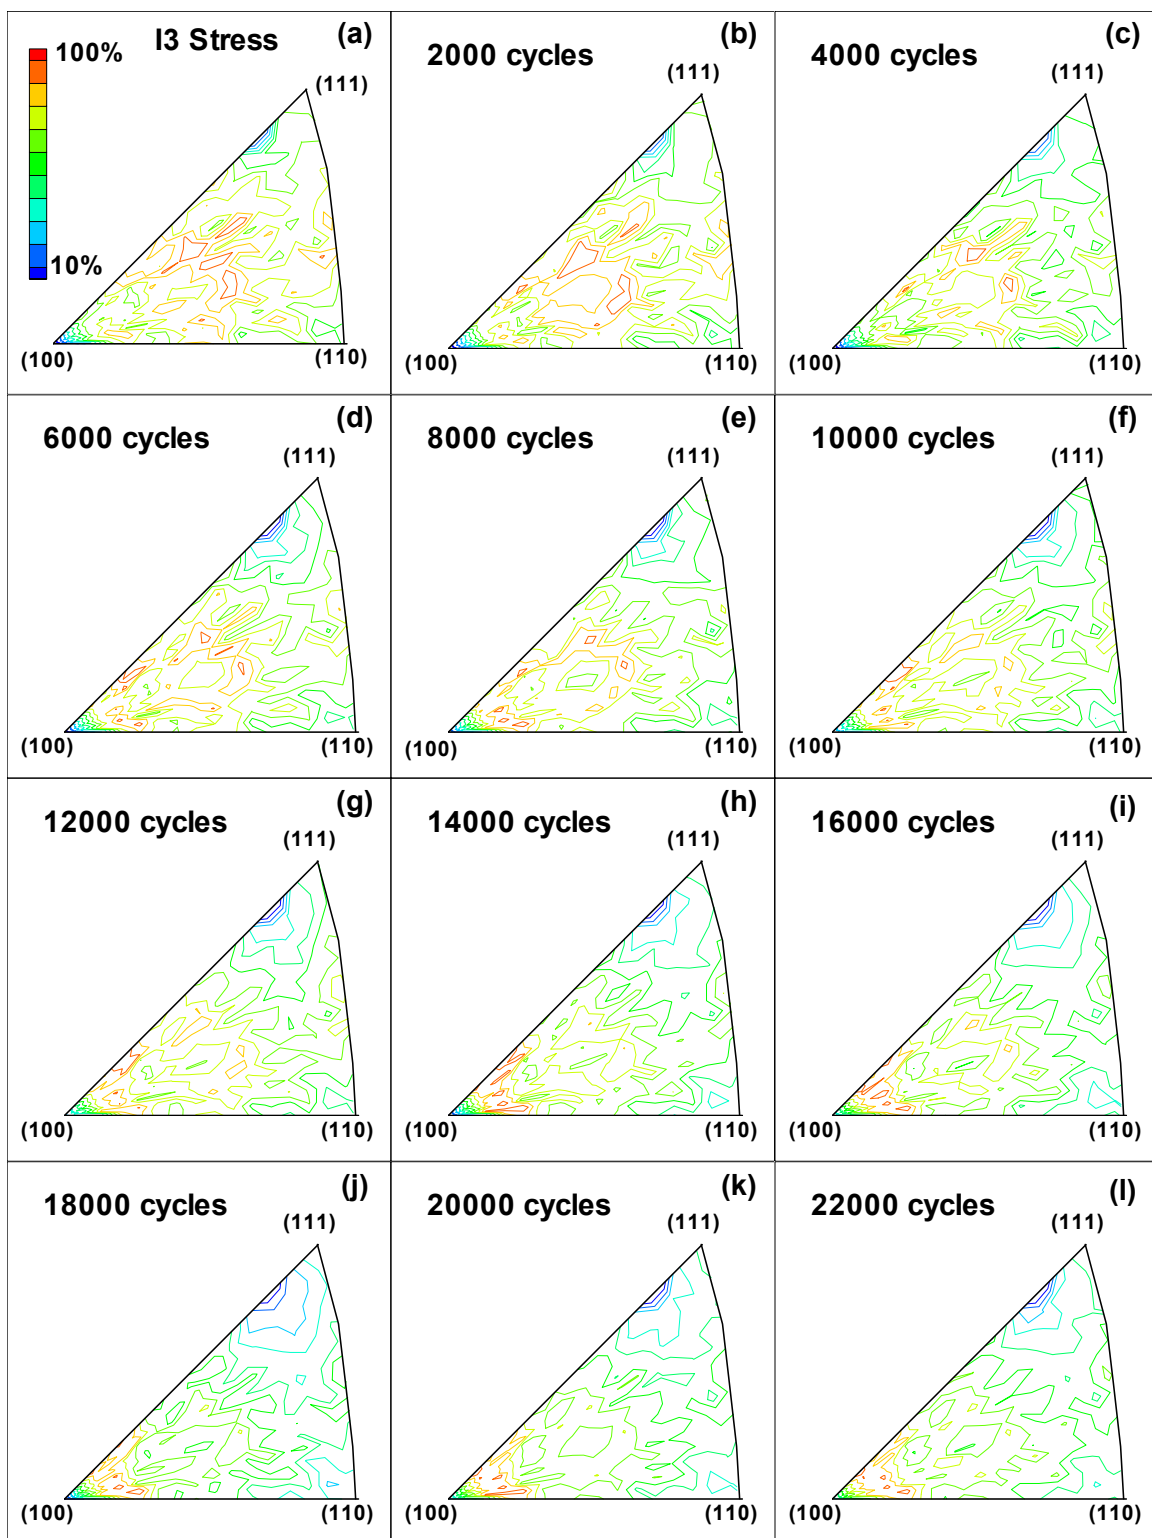 I3 Stress
(a)
100%
10%
(111)
(100)
(110)
2000 cycles
(b)
(111)
(100)
(110)
4000 cycles
(c)
(111)
(100)
(110)
6000 cycles
(d)
(111)
(100)
(110)
8000 cycles
(e)
(111)
(100)
(110)
10000 cycles
(f)
(111)
(100)
(110)
12000 cycles
(g)
(111)
(100)
(110)
14000 cycles
(h)
(111)
(100)
(110)
16000 cycles
(i)
(111)
(100)
(110)
18000 cycles
(j)
(111)
(100)
(110)
20000 cycles
(k)
(111)
(100)
(110)
22000 cycles
(l)
(111)
(100)
(110)